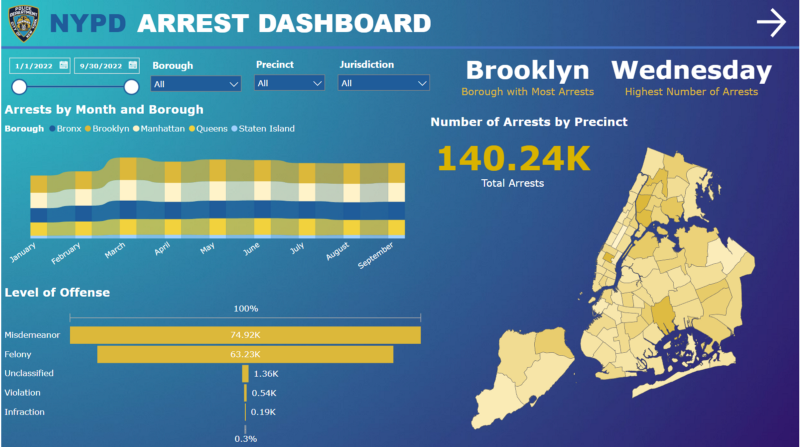 POLICE DEPARTMENT
NYPD ARREST DASHBOARD
1/1/2022
9/30/2022
Borough
All
Precinct
All
Jurisdiction
All
Brooklyn
Borough with Most Arrests
Wednesday
Highest Number of Arrests
Arrests by Month and Borough
Borough Bronx Brooklyn Manhattan Queens Staten Island
January
February
March
April
May
June
July
August
September
Number of Arrests by Precinct
140.24K
Total Arrests
Level of Offense
100%
Misdemeanor 74.92K
Felony 63.23K
Unclassified 1.36K
Violation 0.54K
Infraction 0.19K
0.3%